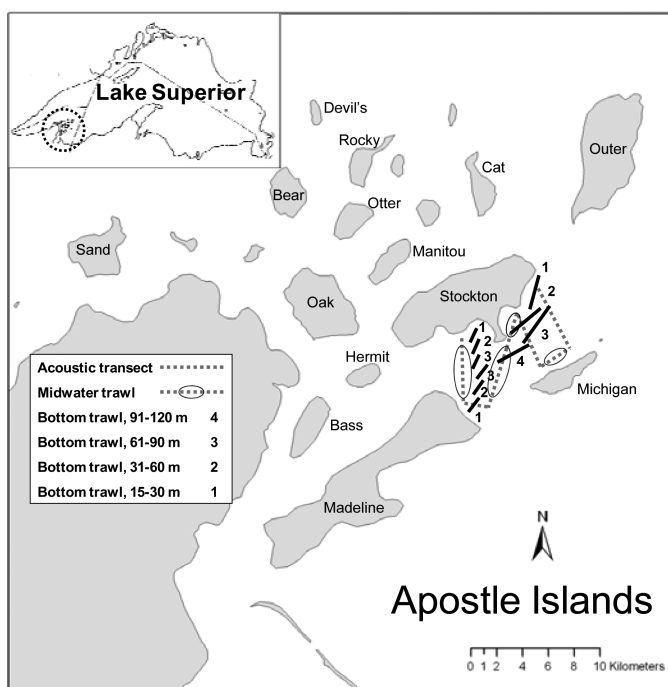 Lake Superior
Devil's
Rocky
Outer
Cat
Bear
Otter
Sand
Manitou
1
2
Stockton
Oak
3
1
2
Hermit
3
4
3
Michigan
2
1
Acoustic transect
Midwater trawl
Bottom trawl, 91-120 m 4
Bottom trawl, 61-90 m 3
Bottom trawl, 31-60 m 2
Bottom trawl, 15-30 m 1
Bass
Madeline
N
Apostle Islands
0 1 2 4 6 8 10 Kilometers